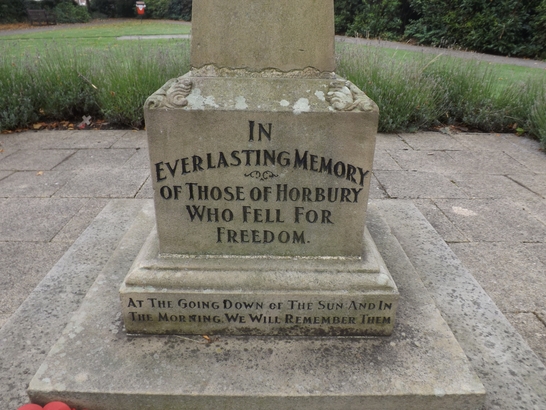 IN
EVERLASTING MEMORY
OF THOSE OF HORBURY
WHO FELL FOR
FREEDOM.
AT THE GOING DOWN OF THE SUN AND IN
THE MORNING, WE WILL REMEMBER THEM